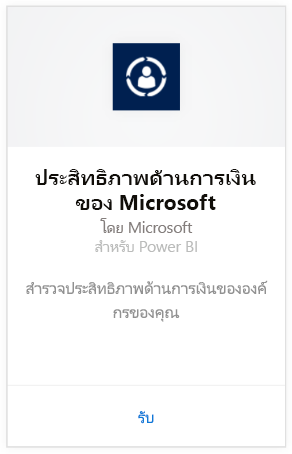 ประสิทธิภาพด้านการเงิน
ของ Microsoft
โดย Microsoft
สำหรับ Power BI
สำรวจประสิทธิภาพด้านการเงินขององค์
กรของคุณ
รับ